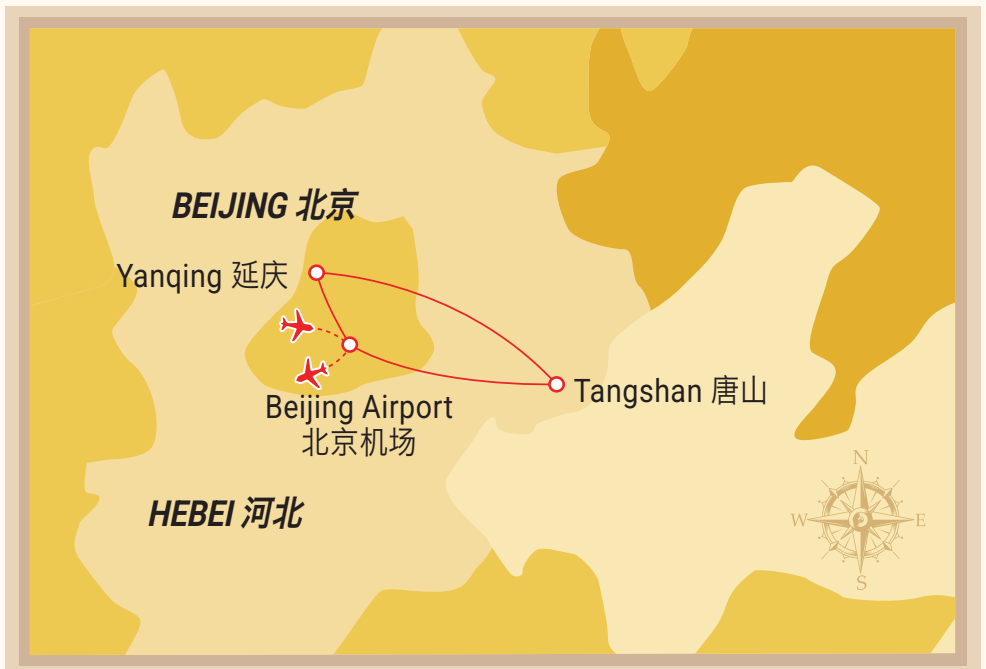 BEIJING 北京
Yanqing 延庆
Tangshan 唐山
Beijing Airport
北京机场
HEBEI 河北
N
W
E
S